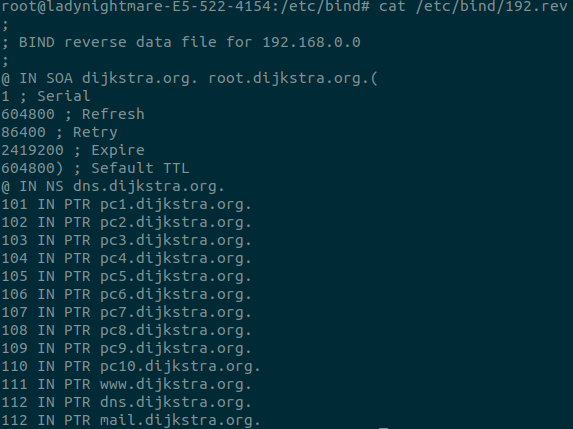 root@ladynightmare-E5-522-4154:/etc/bind# cat /etc/bind/192.rev
;
; BIND reverse data file for 192.168.0.0
;
@ IN SOA dijkstra.org. root.dijkstra.org.(
1 ; Serial
604800 ; Refresh
86400 ; Retry
2419200 ; Expire
604800) ; Sefault TTL
@ IN NS dns.dijkstra.org.
101 IN PTR pc1.dijkstra.org.
102 IN PTR pc2.dijkstra.org.
103 IN PTR pc3.dijkstra.org.
104 IN PTR pc4.dijkstra.org.
105 IN PTR pc5.dijkstra.org.
106 IN PTR pc6.dijkstra.org.
107 IN PTR pc7.dijkstra.org.
108 IN PTR pc8.dijkstra.org.
109 IN PTR pc9.dijkstra.org.
110 IN PTR pc10.dijkstra.org.
111 IN PTR www.dijkstra.org.
112 IN PTR dns.dijkstra.org.
112 IN PTR mail.dijkstra.org.